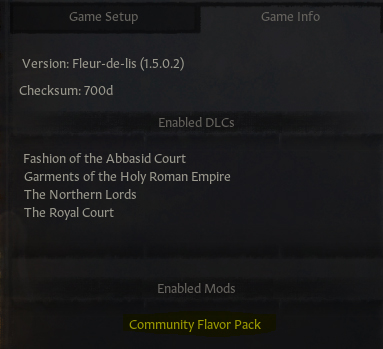 Game Setup Game Info
Version: Fleur-de-lis (1.5.0.2)
Checksum: 700d
Enabled DLCs
Fashion of the Abbasid Court
Garments of the Holy Roman Empire
The Northern Lords
The Royal Court
Enabled Mods
Community Flavor Pack